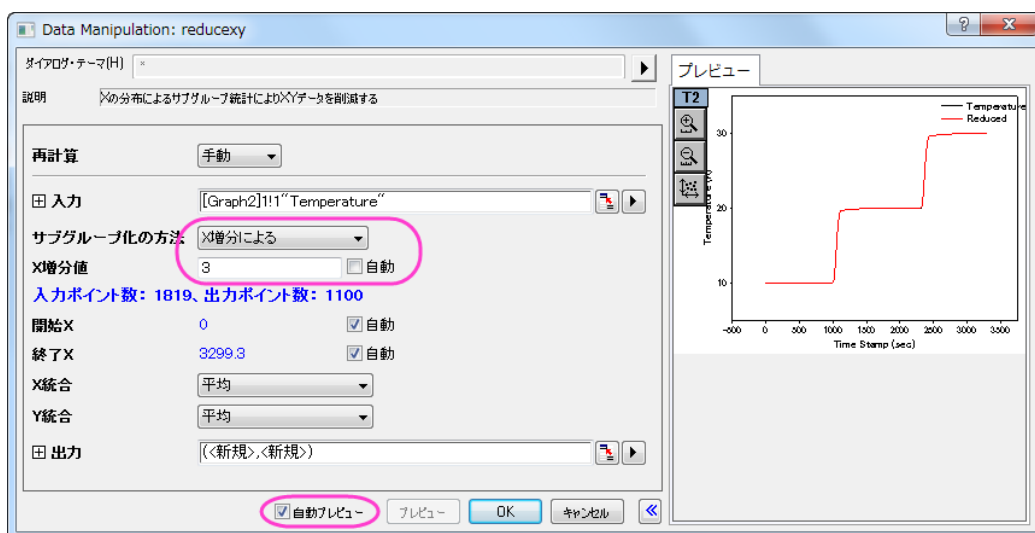 Data Manipulation: reducexy
ダイアログ・テーマ(H) *
説明 Xの分布によるサブグループ統計によりXYデータを削減する
再計算 手動
入力 [Graph2]1!1"Temperature"
サブグループ化の方法 X増分による
X増分値 3 自動
入力ポイント数: 1819、出力ポイント数: 1100
開始X 0 自動
終了X 3299.3 自動
X統合 平均
Y統合 平均
出力 (<新規>,<新規>)
自動プレビュー プレビュー OK キャンセル
プレビュー
T2
Temperature
Reduced
30
20
10
Temperature (K)
-500 0 500 1000 1500 2000 2500 3000 3500
Time Stamp (sec)